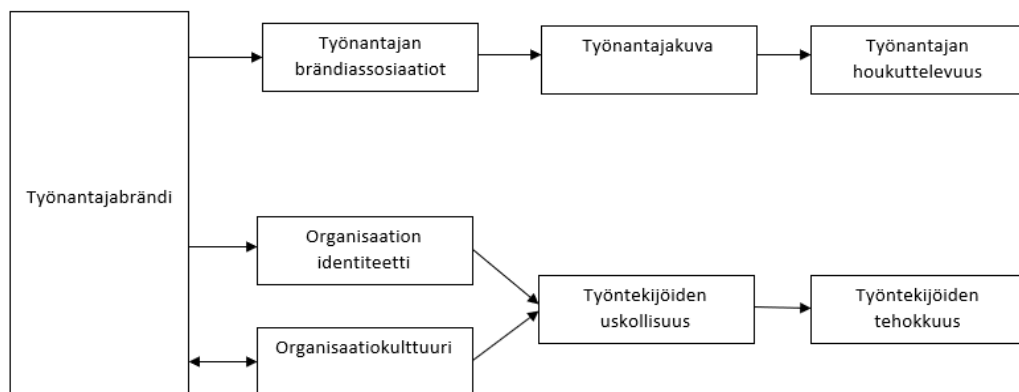 Työnantajan
brändiassosiaatiot
Työnantajakuva
Työnantajan
houkuttelevuus
Työnantajabrändi
Organisaation
identiteetti
Organisaatiokulttuuri
Työntekijöiden
uskollisuus
Työntekijöiden
tehokkuus